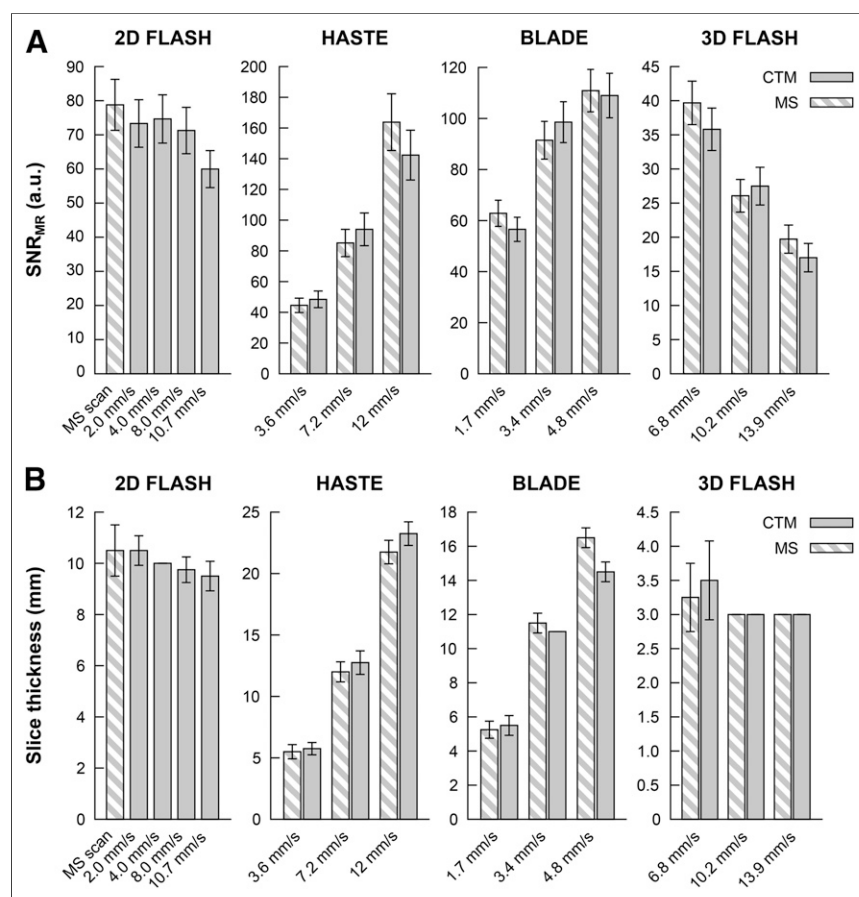 A
2D FLASH
HASTE
BLADE
3D FLASH
SNRMR (a.u.)
90
80
70
60
50
40
30
20
10
0
200
180
160
140
120
100
80
60
40
20
0
120
100
80
60
40
20
0
45
40
35
30
25
20
15
10
5
0
CTM
MS
MS scan
2.0 mm/s
4.0 mm/s
8.0 mm/s
10.7 mm/s
3.6 mm/s
7.2 mm/s
12 mm/s
1.7 mm/s
3.4 mm/s
4.8 mm/s
6.8 mm/s
10.2 mm/s
13.9 mm/s
B
2D FLASH
HASTE
BLADE
3D FLASH
Slice thickness (mm)
12
10
8
6
4
2
0
25
20
15
10
5
0
18
16
14
12
10
8
6
4
2
0
4.5
4.0
3.5
3.0
2.5
2.0
1.5
1.0
0.5
0
CTM
MS
MS scan
2.0 mm/s
4.0 mm/s
8.0 mm/s
10.7 mm/s
3.6 mm/s
7.2 mm/s
12 mm/s
1.7 mm/s
3.4 mm/s
4.8 mm/s
6.8 mm/s
10.2 mm/s
13.9 mm/s